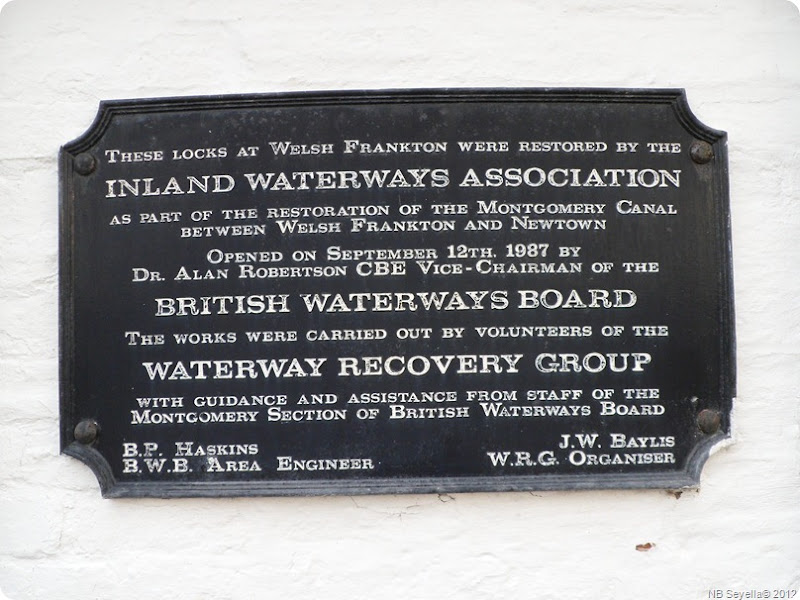 These locks at Welsh Frankton were restored by the
INLAND WATERWAYS ASSOCIATION
as part of the restoration of the Montgomery Canal
between Welsh Frankton and Newtown
Opened on September 12th. 1987 by
Dr. Alan Robertson CBE Vice-Chairman of the
BRITISH WATERWAYS BOARD
The works were carried out by volunteers of the
WATERWAY RECOVERY GROUP
with guidance and assistance from staff of the
Montgomery Section of British Waterways Board
B.P. Haskins
B.W.B. Area Engineer
J.W. Baylis
W.R.G. Organiser
NB Seyella© 2012